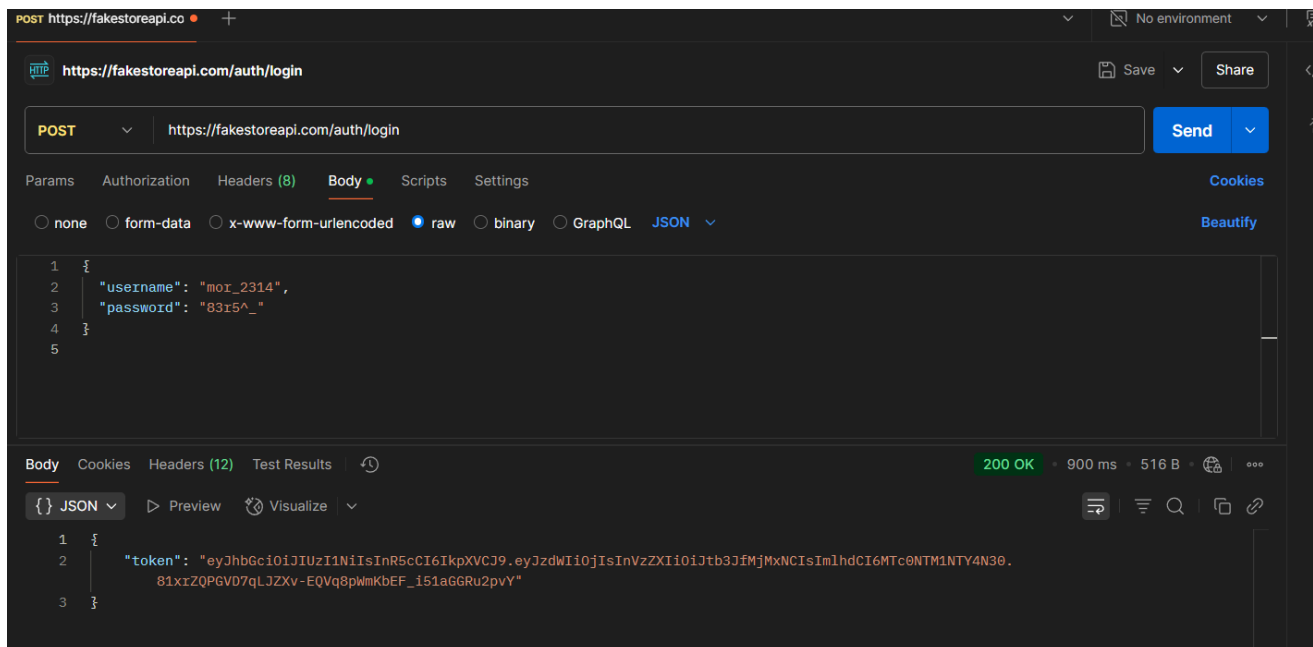 POST https://fakestoreapi.co
No environment
HTTP https://fakestoreapi.com/auth/login
Save
Share
POST https://fakestoreapi.com/auth/login
Send
Params Authorization Headers (8) Body Scripts Settings
Cookies
none form-data x-www-form-urlencoded raw binary GraphQL JSON
Beautify
1 {
2 "username": "mor_2314",
3 "password": "83r5^_"
4 }
5
Body Cookies Headers (12) Test Results
200 OK • 900 ms • 516 B
{} JSON Preview Visualize
1 {
2 "token": "eyJhbGciOiJIUzI1NiIsInR5cCI6IkpXVCJ9.eyJzdWIiOjIsInVzZXIiOiJtb3JfMjMxNCIsImlhdCI6MTc0NTM1NTY4N30.
81xrZQPGVD7qLJZXv-EQVq8pWmKbEF_i51aGGRu2pvY"
3 }